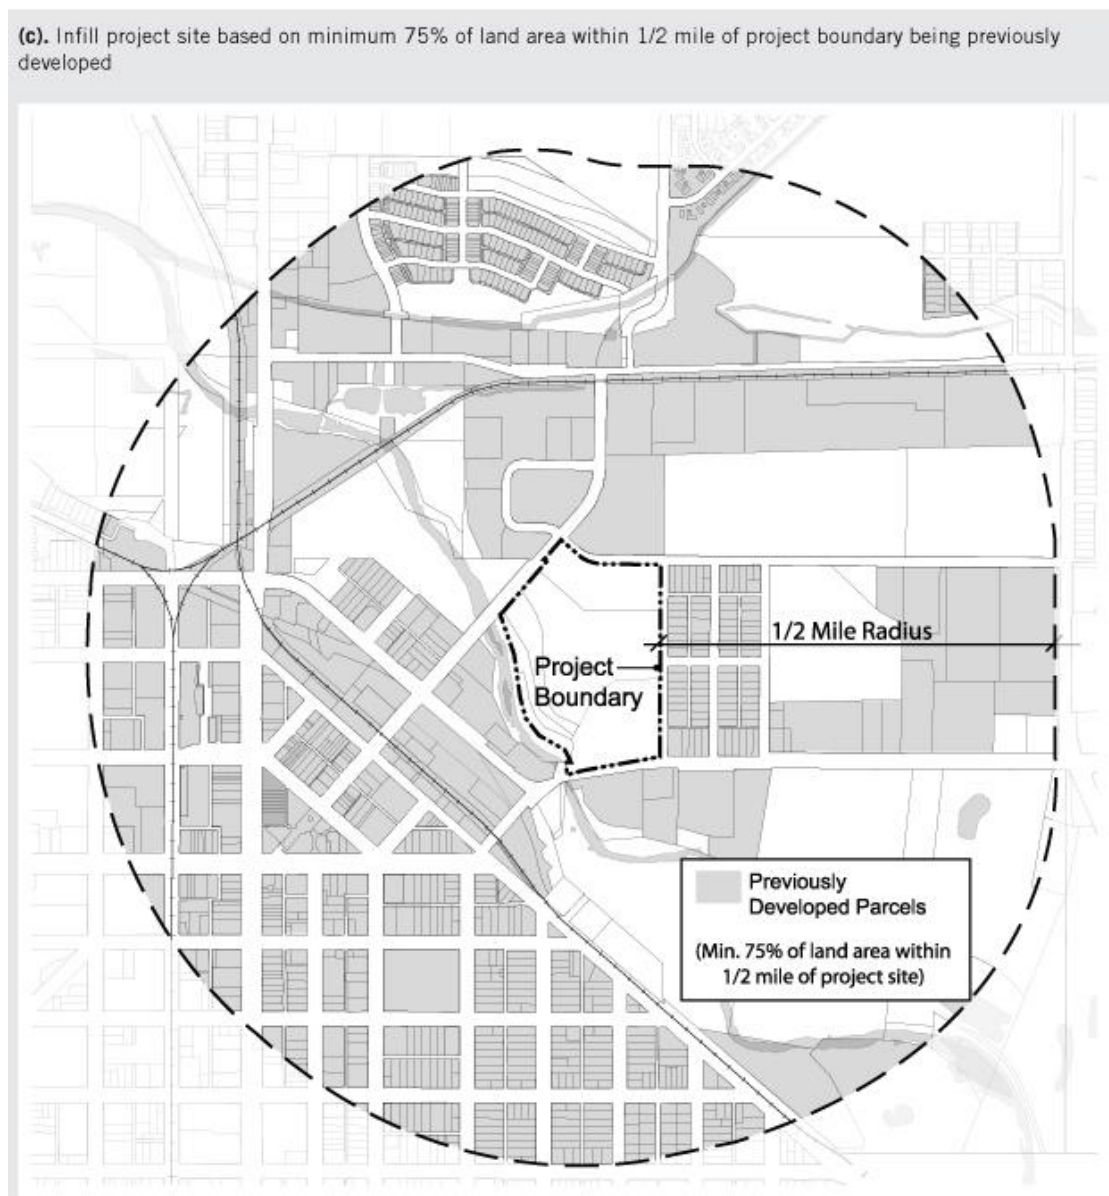 (c). Infill project site based on minimum 75% of land area within 1/2 mile of project boundary being previously
developed
1/2 Mile Radius
Project
Boundary
Previously
Developed Parcels
(Min. 75% of land area within
1/2 mile of project site)